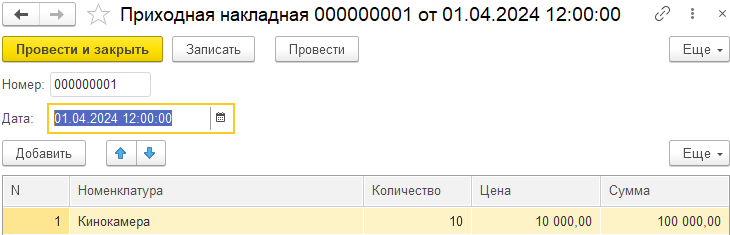 Приходная накладная 000000001 от 01.04.2024 12:00:00
Провести и закрыть Записать Провести Еще
Номер: 000000001
Дата: 01.04.2024 12:00:00
Добавить Еще
N Номенклатура Количество Цена Сумма
1 Кинокамера 10 10 000,00 100 000,00